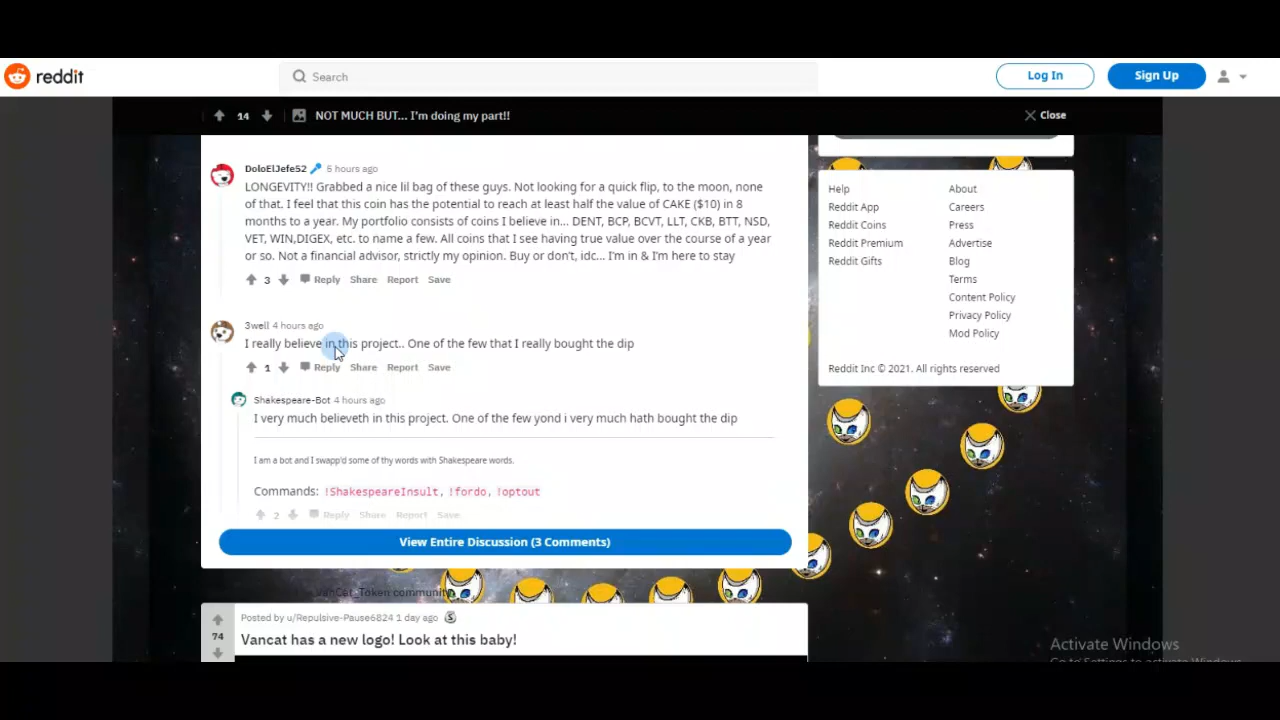 reddit
Search
Log In
Sign Up
14
NOT MUCH BUT... I'm doing my part!!
Close
DoloElJefe52 5 hours ago
LONGEVITY!! Grabbed a nice lil bag of these guys. Not looking for a quick flip, to the moon, none
of that. I feel that this coin has the potential to reach at least half the value of CAKE ($10) in 8
months to a year. My portfolio consists of coins I believe in... DENT, BCP, BCVT, LLT, CKB, BTT, NSD,
VET, WIN,DIGEX, etc. to name a few. All coins that I see having true value over the course of a year
or so. Not a financial advisor, strictly my opinion. Buy or don't, idc... I'm in & I'm here to stay
3 Reply Share Report Save
3well 4 hours ago
I really believe in this project.. One of the few that I really bought the dip
1 Reply Share Report Save
Shakespeare-Bot 4 hours ago
I very much believeth in this project. One of the few yond i very much hath bought the dip
I am a bot and I swapp'd some of thy words with Shakespeare words.
Commands: !ShakespeareInsult, !fordo, !optout
2 Reply Share Report Save
View Entire Discussion (3 Comments)
VanCat_Token community
Posted by u/Repulsive-Pause6824 1 day ago
74
Vancat has a new logo! Look at this baby!
Help
About
Reddit App
Careers
Reddit Coins
Press
Reddit Premium
Advertise
Reddit Gifts
Blog
Terms
Content Policy
Privacy Policy
Mod Policy
Reddit Inc © 2021. All rights reserved
Activate Windows
Go to Settings to activate Windows.